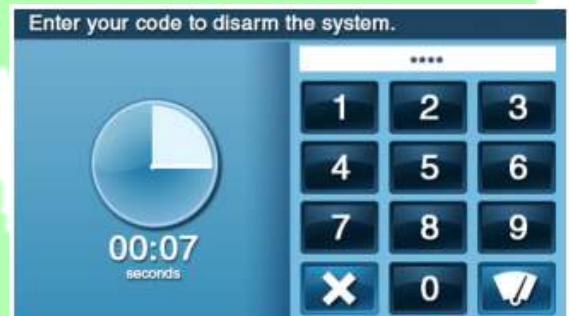 Enter your code to disarm the system.
••••
1 2 3
4 5 6
7 8 9
0
00:07
seconds